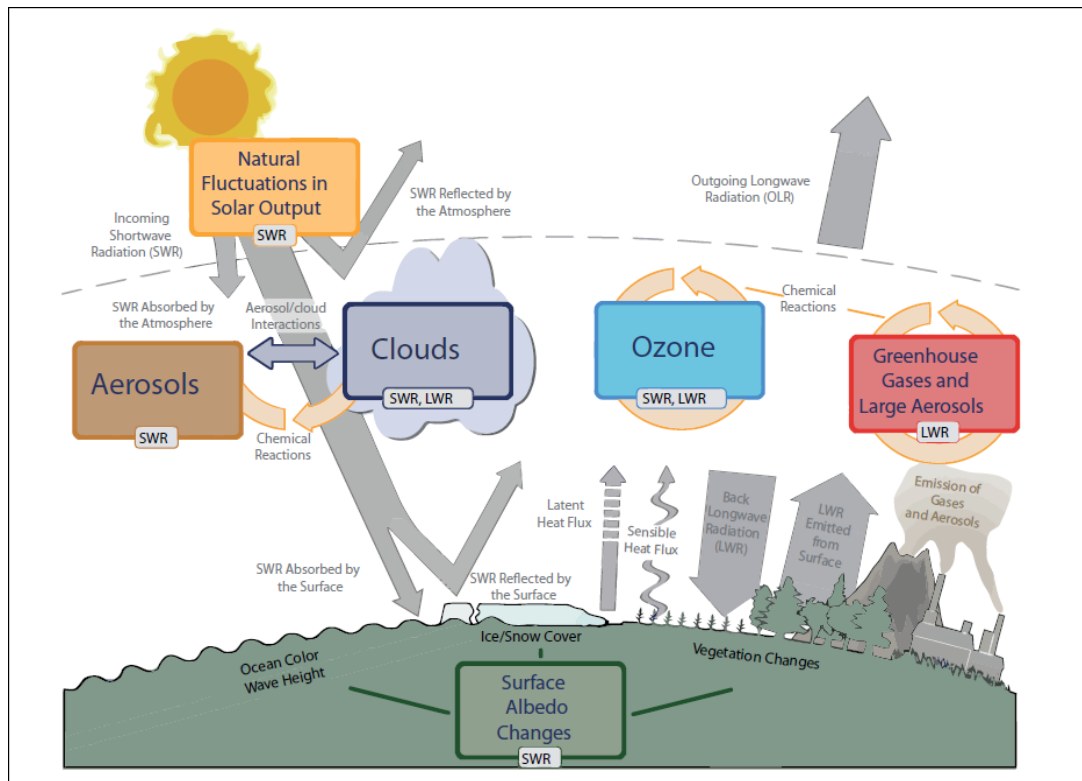 Natural
Fluctuations in
Solar Output
SWR
SWR Reflected by
the Atmosphere
Outgoing Longwave
Radiation (OLR)
Incoming
Shortwave
Radiation (SWR)
SWR Absorbed by
the Atmosphere
Aerosol/cloud
Interactions
Chemical
Reactions
Aerosols
SWR
Clouds
SWR, LWR
Ozone
SWR, LWR
Greenhouse
Gases and
Large Aerosols
LWR
Chemical
Reactions
Emission of
Gases
and Aerosols
Latent
Heat Flux
Sensible
Heat Flux
Back
Longwave
Radiation
(LWR)
LWR
Emitted
from
Surface
SWR Absorbed by
the Surface
SWR Reflected by
the Surface
Ice/Snow Cover
Ocean Color
Wave Height
Vegetation Changes
Surface
Albedo
Changes
SWR